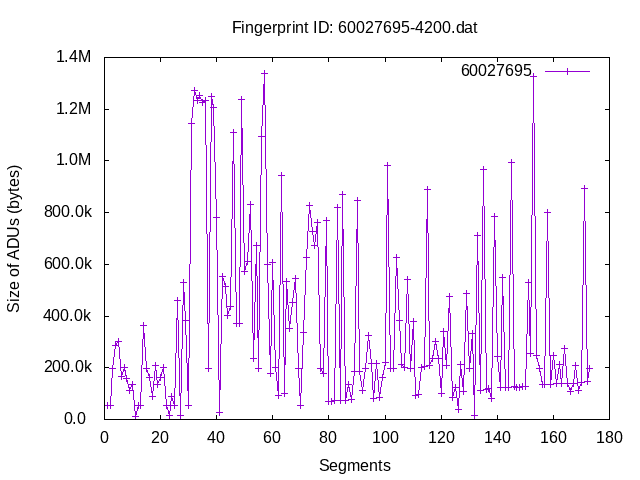 Fingerprint ID: 60027695-4200.dat
60027695
Size of ADUs (bytes)
1.4M
1.2M
1.0M
800.0k
600.0k
400.0k
200.0k
0.0
0 20 40 60 80 100 120 140 160 180
Segments